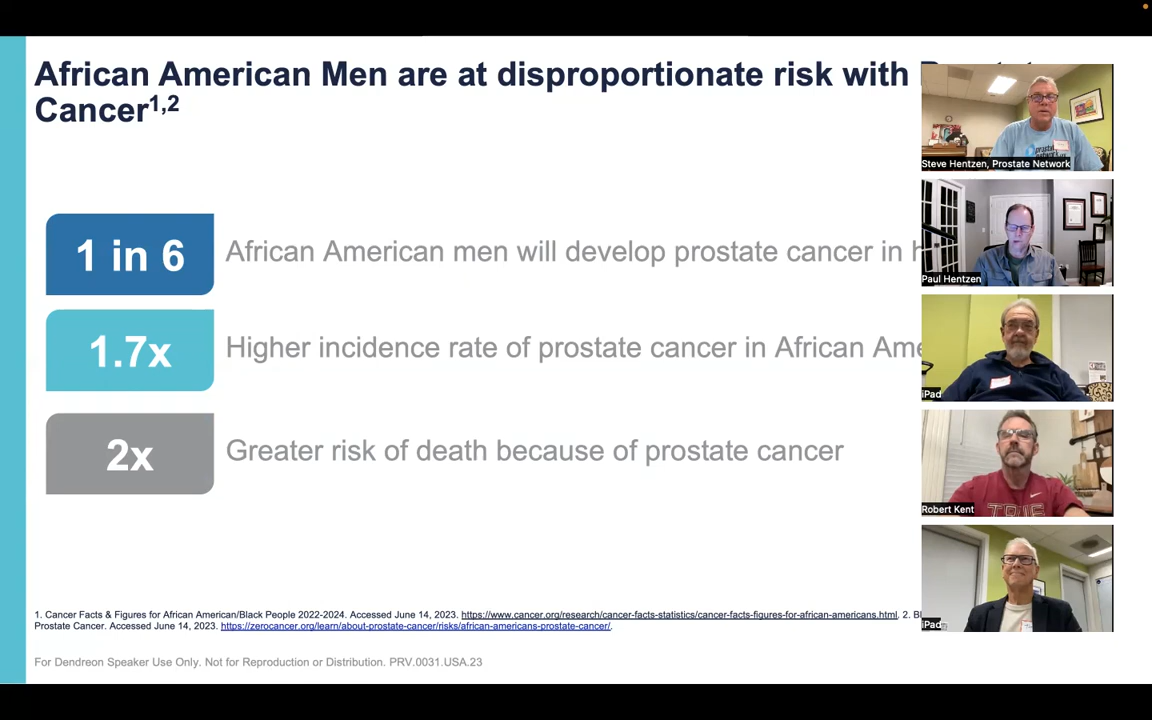 African American Men are at disproportionate risk with
Cancer1,2
1 in 6
African American men will develop prostate cancer in
1.7x
Higher incidence rate of prostate cancer in African
2x
Greater risk of death because of prostate cancer
1. Cancer Facts & Figures for African American/Black People 2022-2024. Accessed June 14, 2023. https://www.cancer.org/research/cancer-facts-statistics/cancer-facts-figures-for-african-americans.html, 2.
Prostate Cancer. Accessed June 14, 2023. https://zerocancer.org/learn/about-prostate-cancer/risks/african-americans-prostate-cancer/.
For Dendreon Speaker Use Only. Not for Reproduction or Distribution. PRV.0031.USA.23
Steve Hentzen, Prostate Network
Paul Hentzen
iPad
TRUE
Robert Kent
iPad